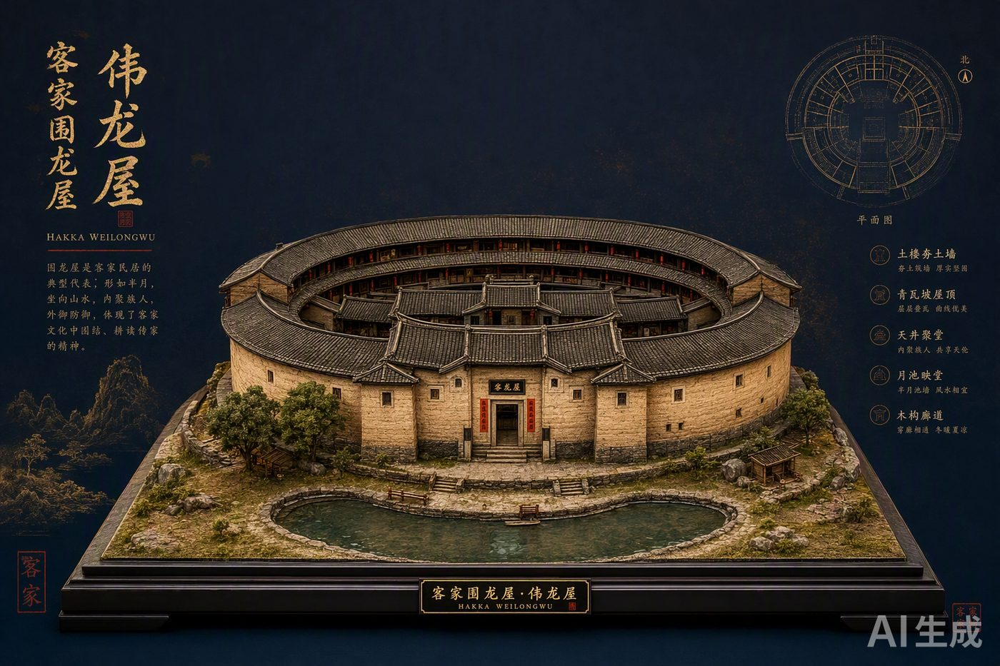 伟龙屋
客家围龙屋
HAKKA WEILONGWU
围龙屋是客家民居的
典型代表；形如半月，
坐向山水，内聚族人，
外御防御，体现了客家
文化中团结、耕读传家
的精神。
客家
北
平面图
土楼夯土墙
夯土筑墙 厚实坚固
青瓦坡屋顶
层层叠瓦 曲线优美
天井聚堂
内聚族人 共享天伦
月池映堂
半月池墙 风水相宜
木构廊道
穿廊相通 冬暖夏凉
客龙屋
客家围龙屋·伟龙屋
HAKKA WEILONGWU
客家
AI生成